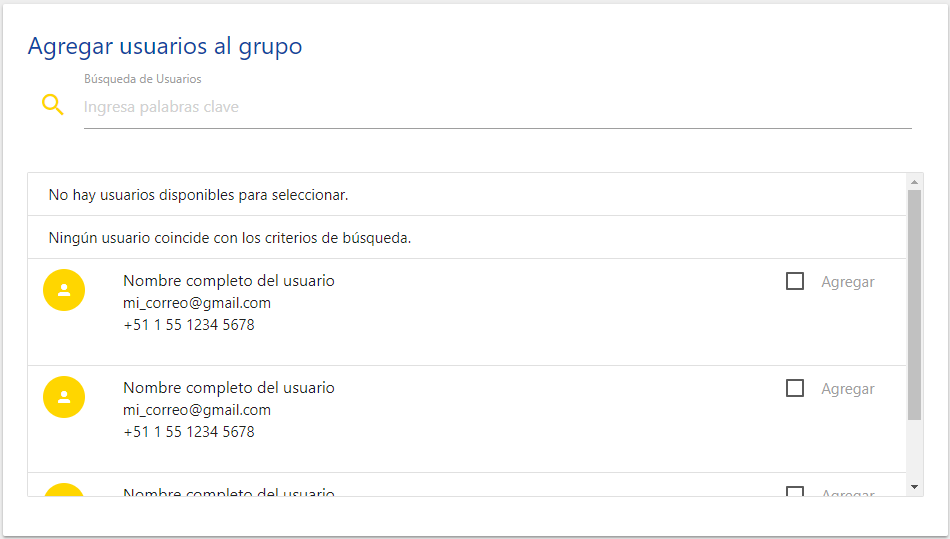 Agregar usuarios al grupo
Búsqueda de Usuarios
Ingresa palabras clave
No hay usuarios disponibles para seleccionar.
Ningún usuario coincide con los criterios de búsqueda.
Nombre completo del usuario
Agregar
mi_correo@gmail.com
+51 1 55 1234 5678
Nombre completo del usuario
Agregar
mi_correo@gmail.com
+51 1 55 1234 5678
Nombre completo del usuario
Agregar